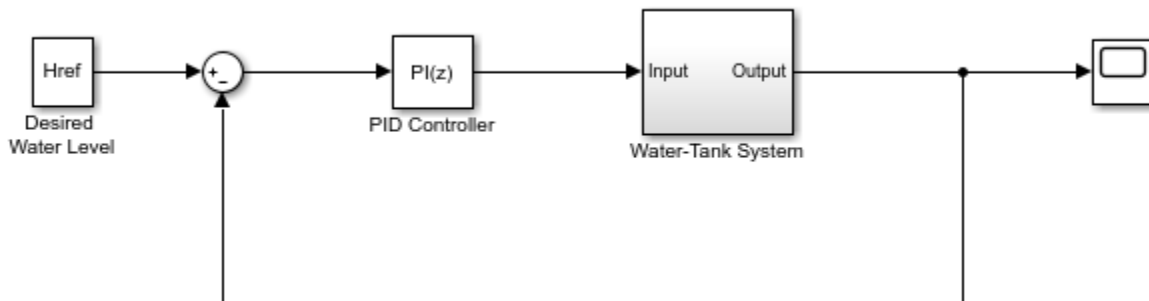 Href
Desired
Water Level
+
−
PI(z)
PID Controller
Input Output
Water-Tank System